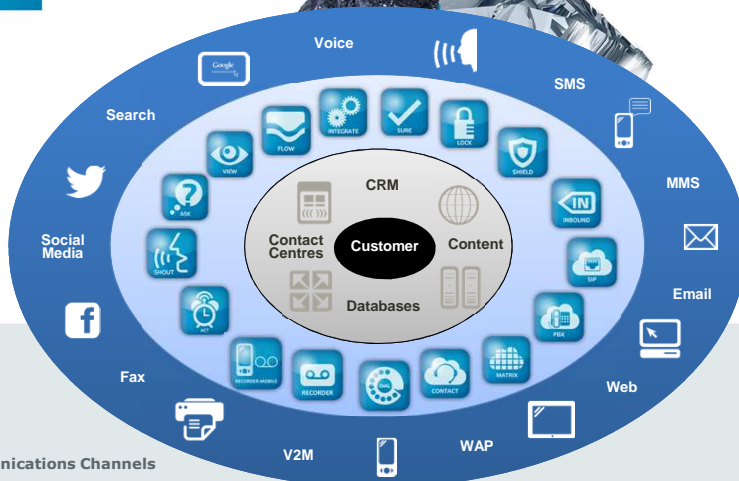 Voice
Google
SMS
Search
INTEGRATE
SURE
FLOW
LOCK
VIEW
SHIELD
CRM
MMS
ASK
IN
INBOUND
Social
Media
Contact
Centres
Customer
Content
SHOUT
SIP
Email
ACT
Databases
PBX
Fax
RECORDER MOBILE
RECORDER
DIAL
CONTACT
MATRIX
Web
V2M
WAP
nications Channels